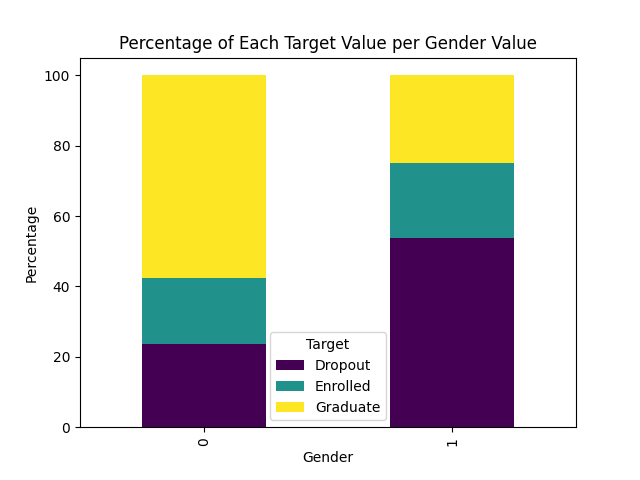 Percentage of Each Target Value per Gender Value
100
80
60
40
20
0
Percentage
Target
Dropout
Enrolled
Graduate
0
1
Gender